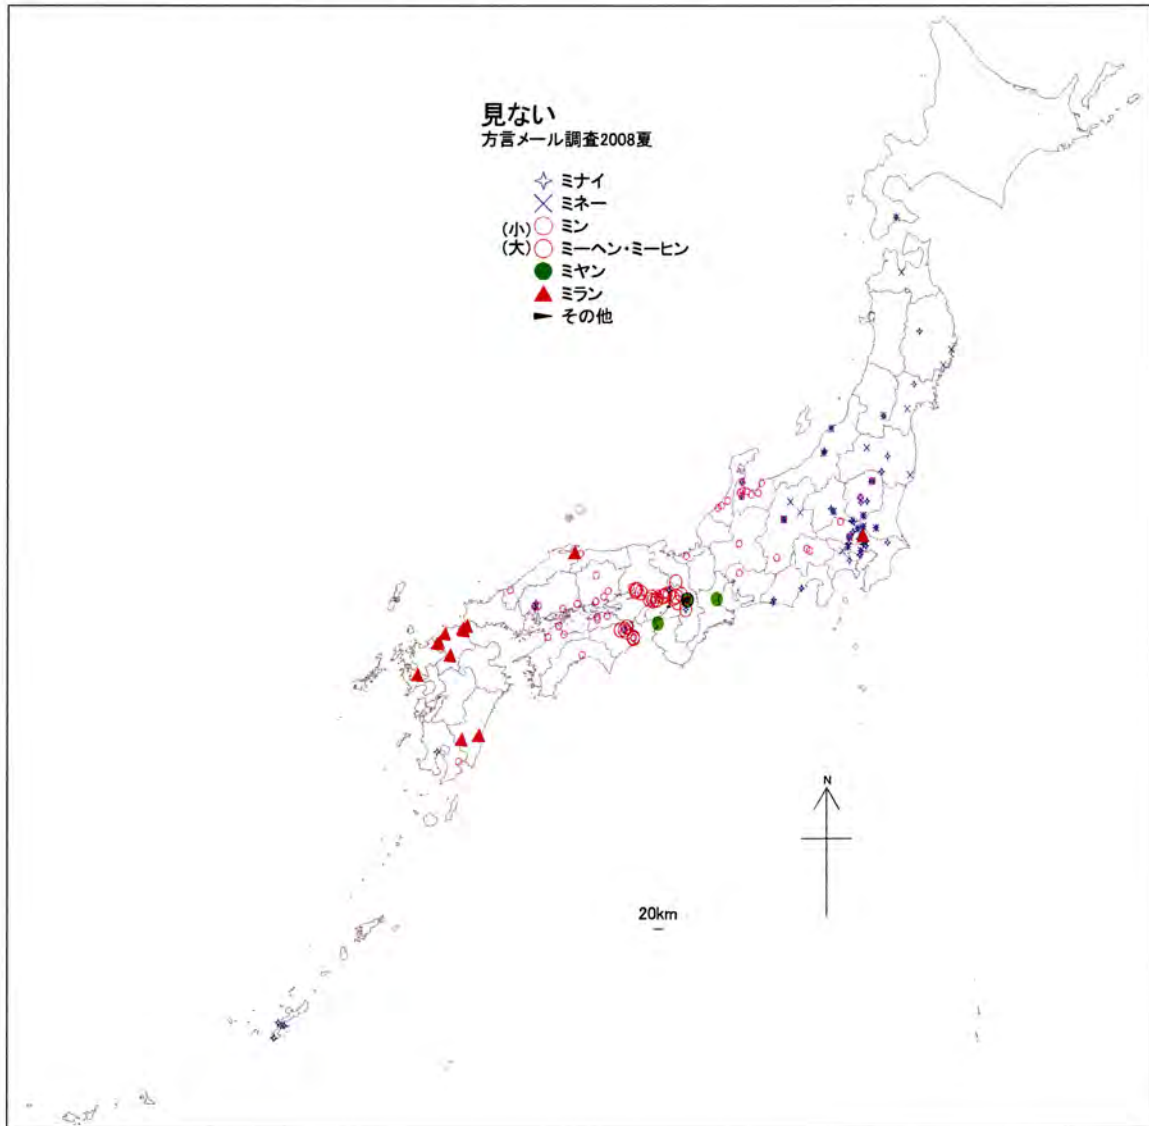 見ない
方言メール調査2008夏
ミナイ
ミネー
(小) ミン
(大) ミーヘン・ミーヒン
ミヤン
ミラン
その他
N
20km